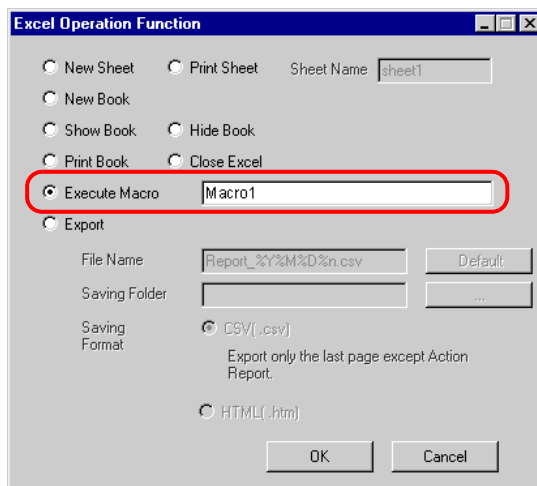 Excel Operation Function
New Sheet Print Sheet Sheet Name sheet1
New Book
Show Book Hide Book
Print Book Close Excel
Execute Macro Macro1
Export
File Name Report_%Y%M%D%n.csv Default
Saving Folder ...
Saving Format CSV( .csv)
Export only the last page except Action
Report.
HTML( .htm)
OK Cancel